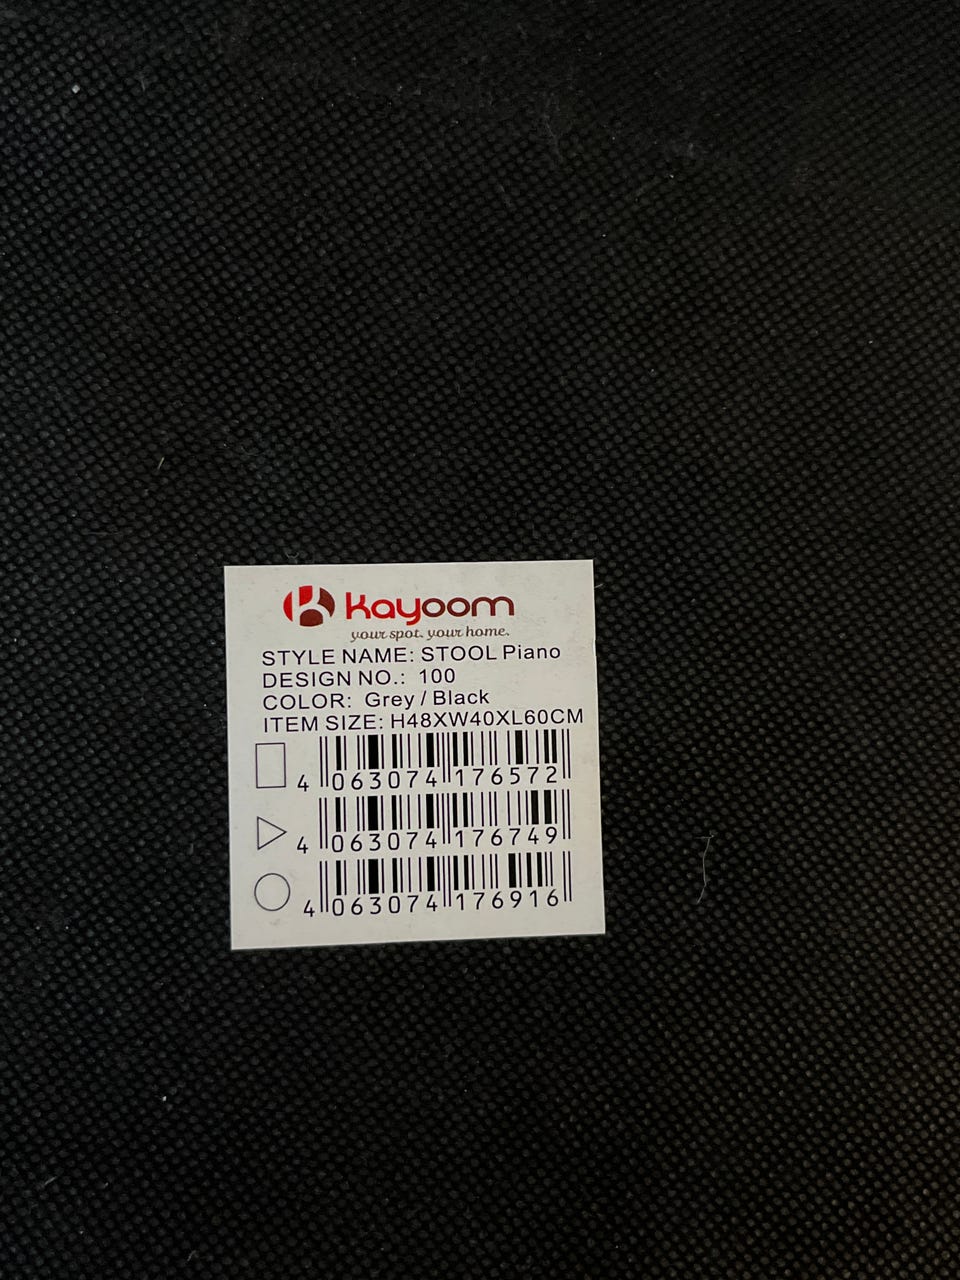 Kayoom
your spot. your home.
STYLE NAME: STOOL Piano
DESIGN NO.: 100
COLOR: Grey / Black
ITEM SIZE: H48XW40XL60CM
4 063074 176572
4 063074 176749
4 063074 176916